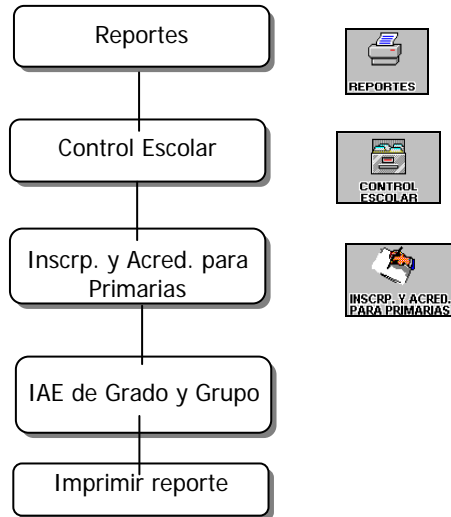 Reportes
REPORTES
Control Escolar
CONTROL
ESCOLAR
Inscrp. y Acred. para
Primarias
INSCRP. Y ACRED.
PARA PRIMARIAS
IAE de Grado y Grupo
Imprimir reporte